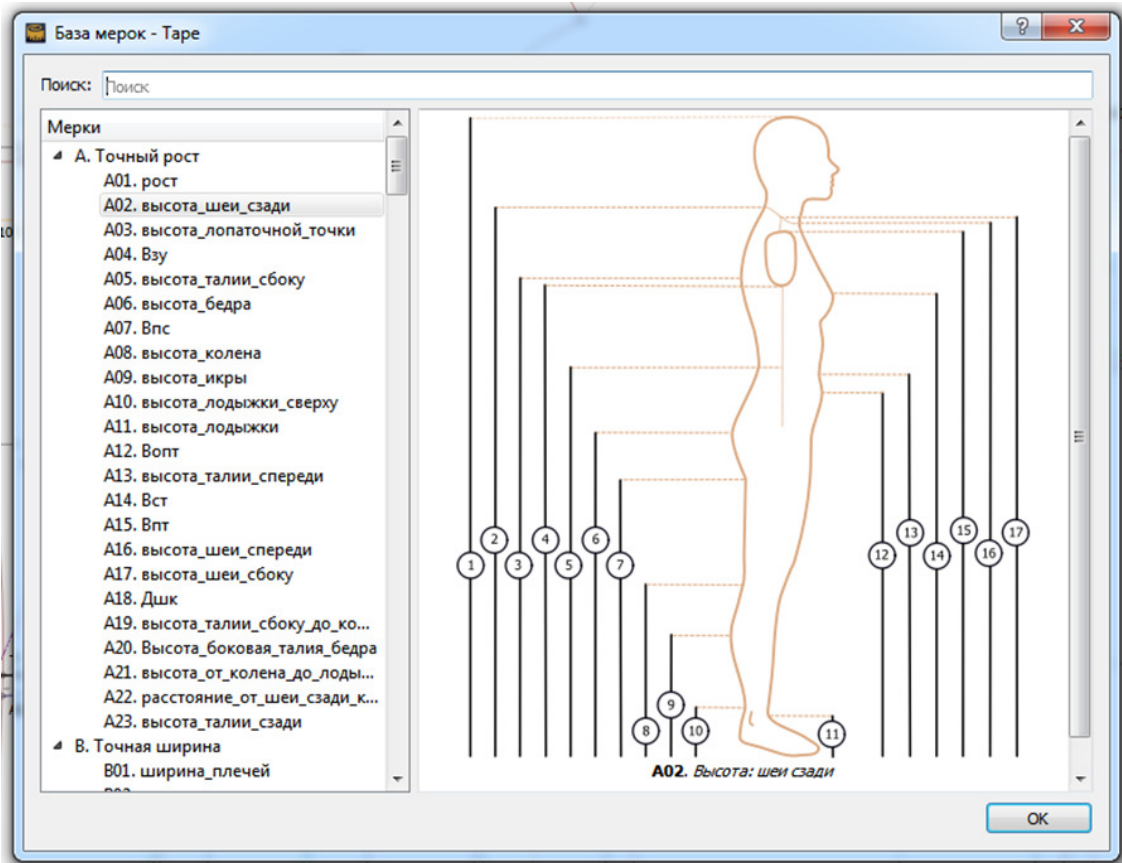 База мерок - Tape
Поиск: Поиск
Мерки
А. Точный рост
A01. рост
A02. высота_шеи_сзади
A03. высота_лопаточной_точки
A04. Взу
A05. высота_талии_сбоку
A06. высота_бедра
A07. Впс
A08. высота_колена
A09. высота_икры
A10. высота_лодыжки_сверху
A11. высота_лодыжки
A12. Вопт
A13. высота_талии_спереди
A14. Вст
A15. Впт
A16. высота_шеи_спереди
A17. высота_шеи_сбоку
A18. Дшк
A19. высота_талии_сбоку_до_ко...
A20. Высота_боковая_талия_бедра
A21. высота_от_колена_до_лоды...
A22. расстояние_от_шеи_сзади_к...
A23. высота_талии_сзади
В. Точная ширина
B01. ширина_плечей
1
2
3
4
5
6
7
8
9
10
11
12
13
14
15
16
17
A02. Высота: шеи сзади
OK